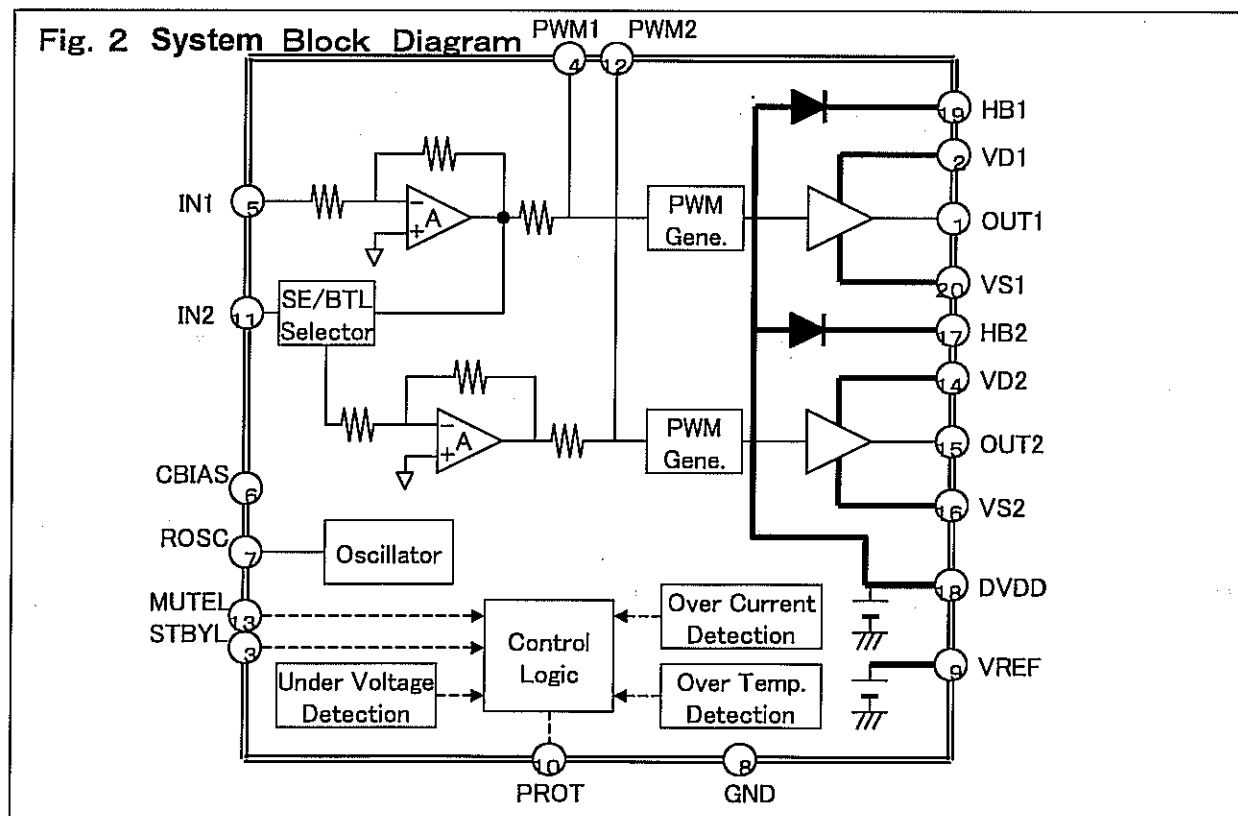 Fig. 2 System Block Diagram
PWM1
PWM2
4
12
19
HB1
2
VD1
IN1
5
A
PWM
Gene.
1
OUT1
20
VS1
IN2
11
SE/BTL
Selector
17
HB2
14
VD2
A
PWM
Gene.
15
OUT2
CBIAS
6
16
VS2
ROSC
7
Oscillator
18
DVDD
MUTEL
13
STBYL
3
Control
Logic
Over Current
Detection
9
VREF
Under Voltage
Detection
Over Temp.
Detection
10
PROT
8
GND